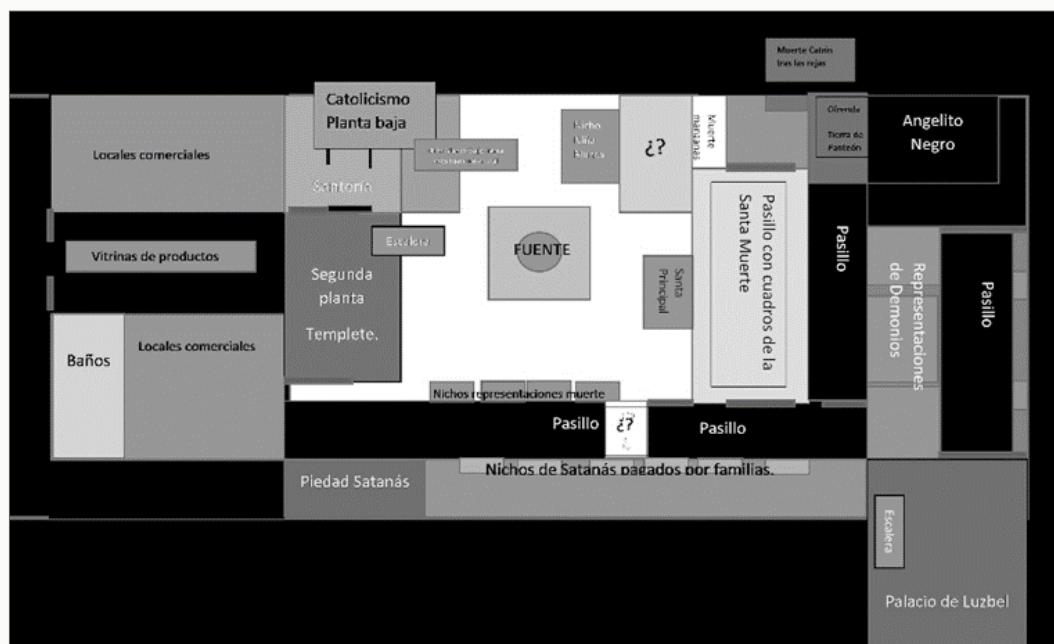 Muerte Catrín
tras las rejas
Catolicismo
Planta baja
Locales comerciales
Santería
Nicho
Niña
Blanca
¿?
Muerte
manzanas
Ofrenda
Tierra de
Panteón
Angelito
Negro
Vitrinas de productos
Escalera
Segunda
planta
Templete.
FUENTE
Santa
Principal
Pasillo con cuadros de la
Santa Muerte
Pasillo
Representaciones
de Demonios
Pasillo
Baños
Locales comerciales
Nichos representaciones muerte
Pasillo
¿?
Pasillo
Piedad Satanás
Nichos de Satanás pagados por familias.
Escalera
Palacio de Luzbel